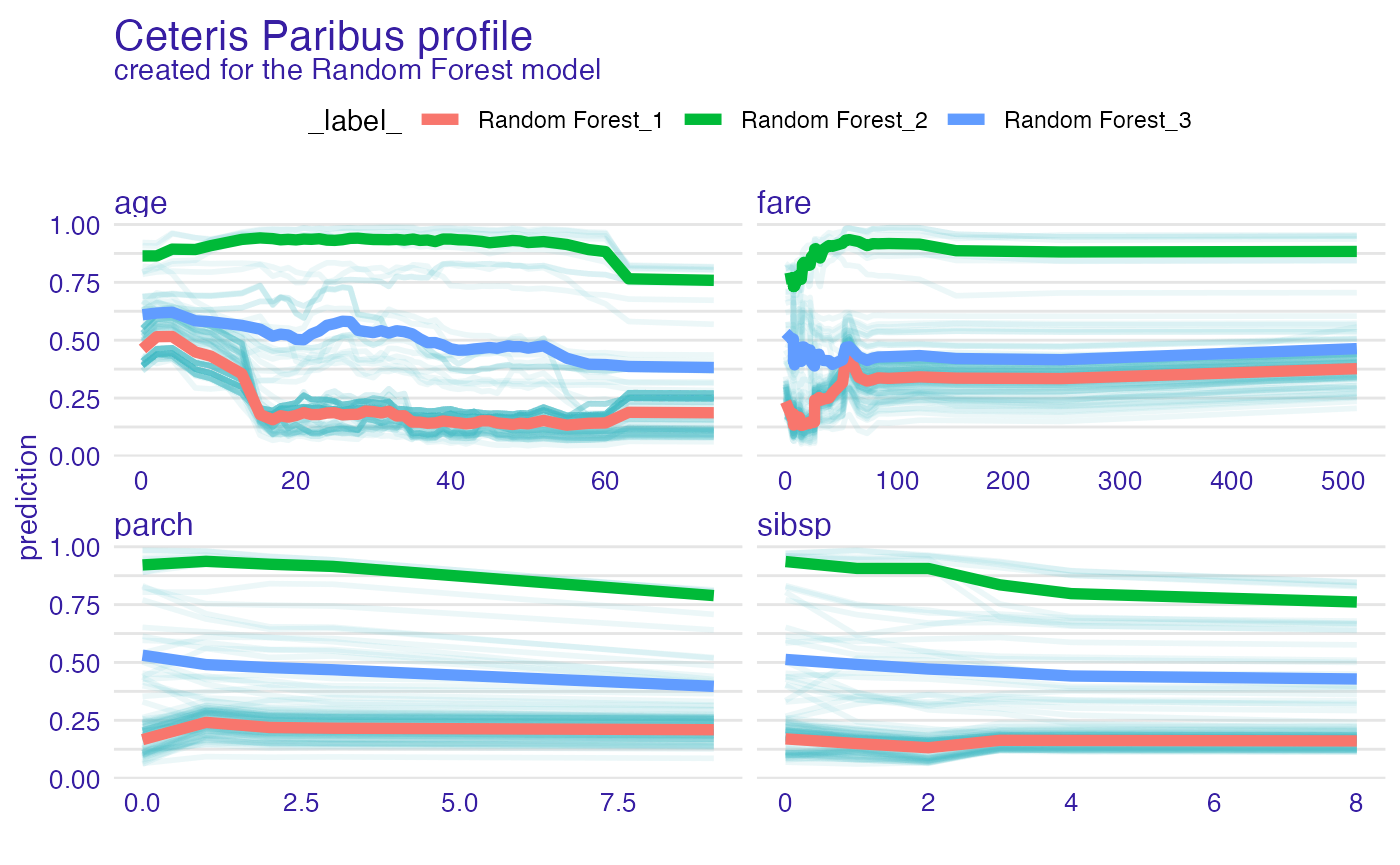 Ceteris Paribus profile
created for the Random Forest model
_label_ Random Forest_1 Random Forest_2 Random Forest_3
age
fare
1.00
0.75
0.50
0.25
0.00
0 20 40 60
0 100 200 300 400 500
prediction
parch
sibsp
1.00
0.75
0.50
0.25
0.00
0.0 2.5 5.0 7.5
0 2 4 6 8